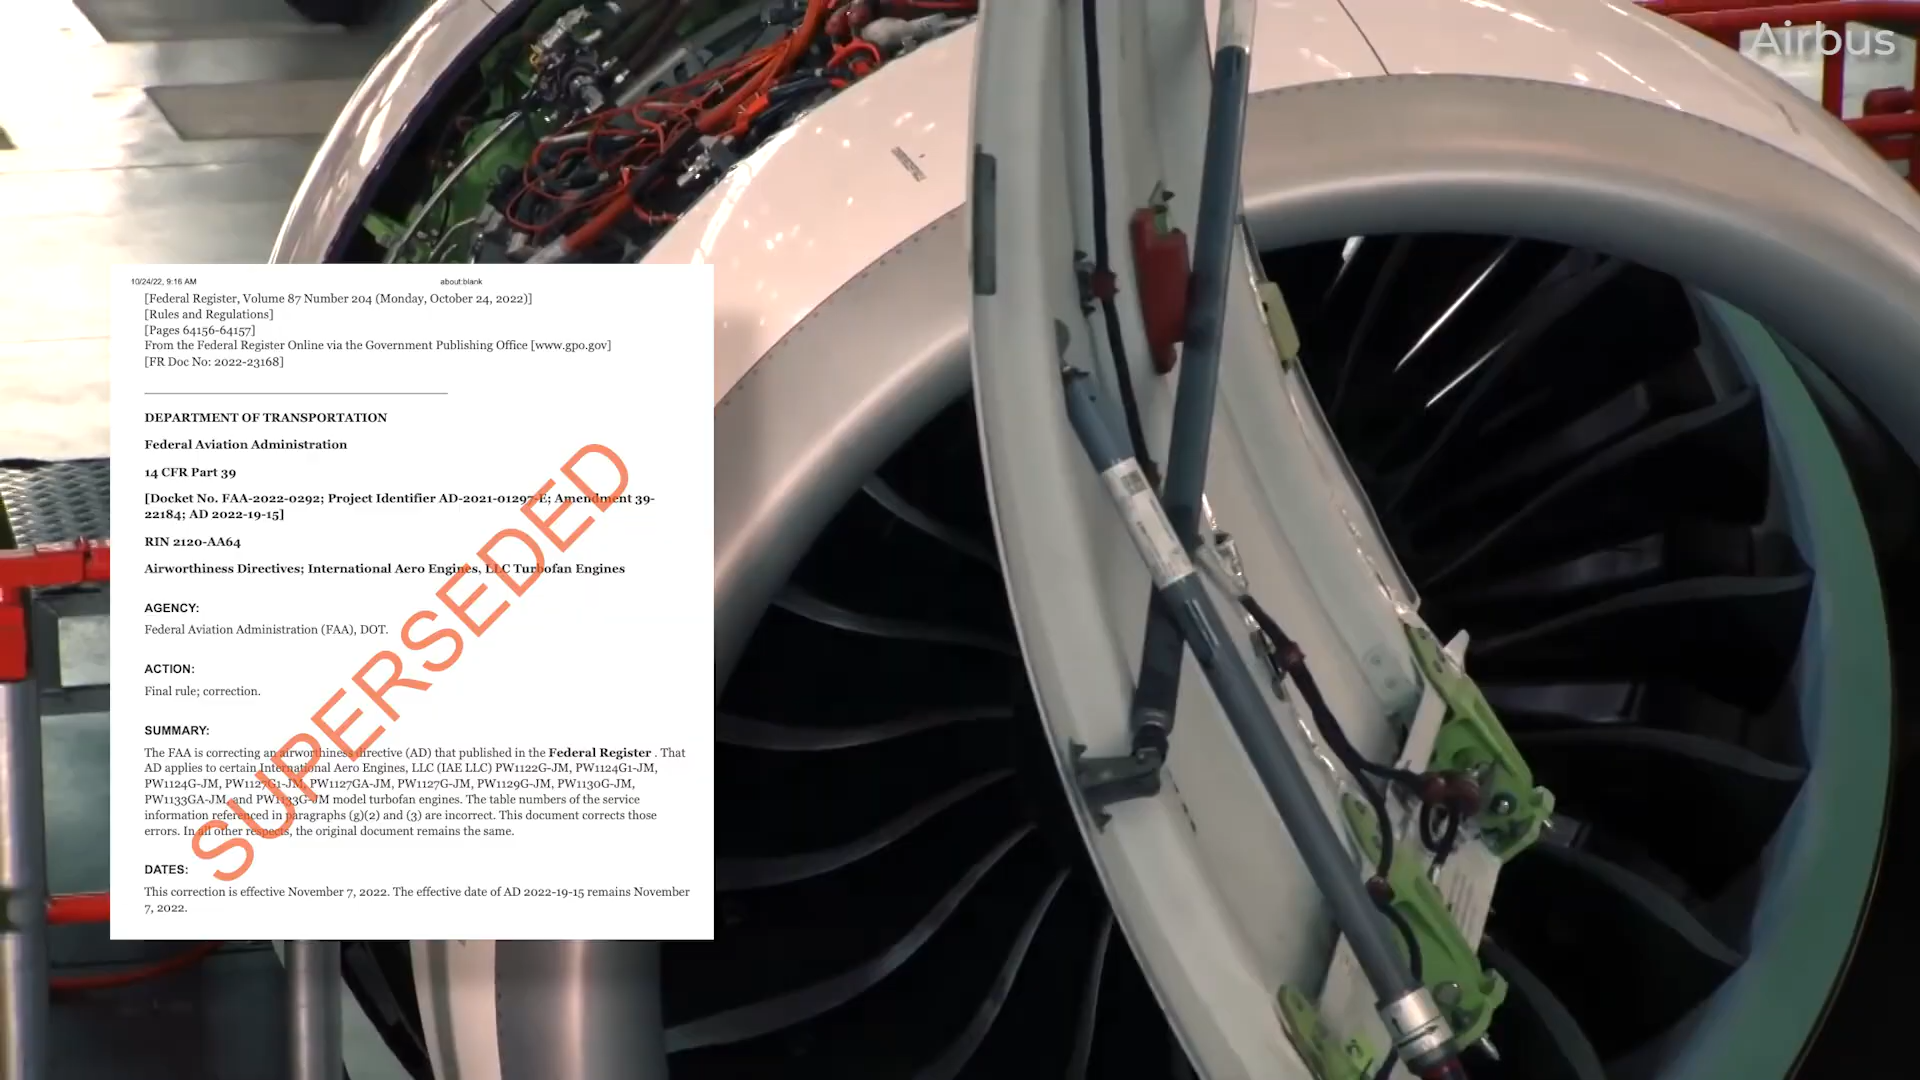 Airbus
10/24/22, 9:16 AM about:blank
[Federal Register, Volume 87 Number 204 (Monday, October 24, 2022)]
[Rules and Regulations]
[Pages 64156-64157]
From the Federal Register Online via the Government Publishing Office [www.gpo.gov]
[FR Doc No: 2022-23168]
DEPARTMENT OF TRANSPORTATION
Federal Aviation Administration
14 CFR Part 39
[Docket No. FAA-2022-0292; Project Identifier AD-2021-01297-E; Amendment 39-
22184; AD 2022-19-15]
RIN 2120-AA64
Airworthiness Directives; International Aero Engines, LLC Turbofan Engines
AGENCY:
Federal Aviation Administration (FAA), DOT.
ACTION:
Final rule; correction.
SUMMARY:
The FAA is correcting an airworthiness directive (AD) that published in the Federal Register . That
AD applies to certain International Aero Engines, LLC (IAE LLC) PW1122G-JM, PW1124G1-JM,
PW1124G-JM, PW1127G1-JM, PW1127GA-JM, PW1127G-JM, PW1129G-JM, PW1130G-JM,
PW1133GA-JM, and PW1133G-JM model turbofan engines. The table numbers of the service
information referenced in paragraphs (g)(2) and (3) are incorrect. This document corrects those
errors. In all other respects, the original document remains the same.
DATES:
This correction is effective November 7, 2022. The effective date of AD 2022-19-15 remains November
7, 2022.
SUPERSEDED